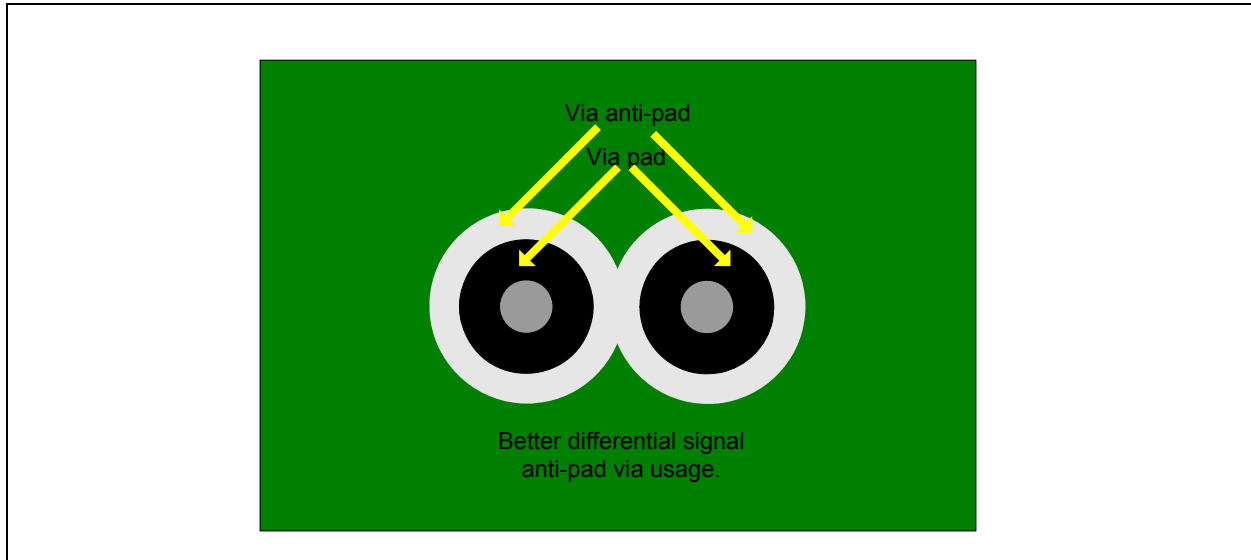 Via anti-pad
Via pad
Better differential signal
anti-pad via usage.